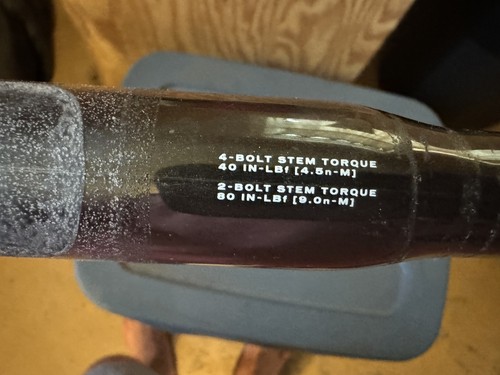 4-BOLT STEM TORQUE
40 IN-LBf [4.5n-M]
2-BOLT STEM TORQUE
80 IN-LBf [9.0n-M]